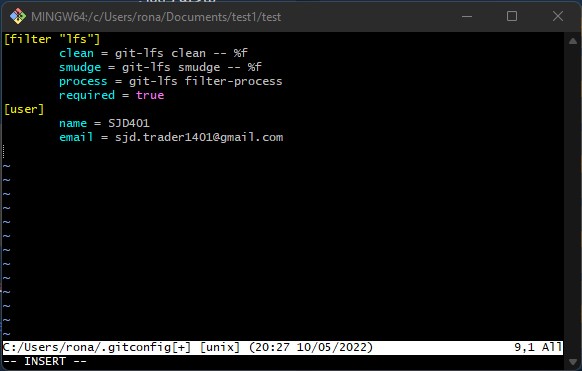 MINGW64:/c/Users/rona/Documents/test1/test
[filter "lfs"]
        clean = git-lfs clean -- %f
        smudge = git-lfs smudge -- %f
        process = git-lfs filter-process
        required = true
[user]
        name = SJD401
        email = sjd.trader1401@gmail.com
~
~
~
~
~
~
~
~
~
~
~
~
~
C:/Users/rona/.gitconfig[+] [unix] (20:27 10/05/2022) 9,1 All
-- INSERT --